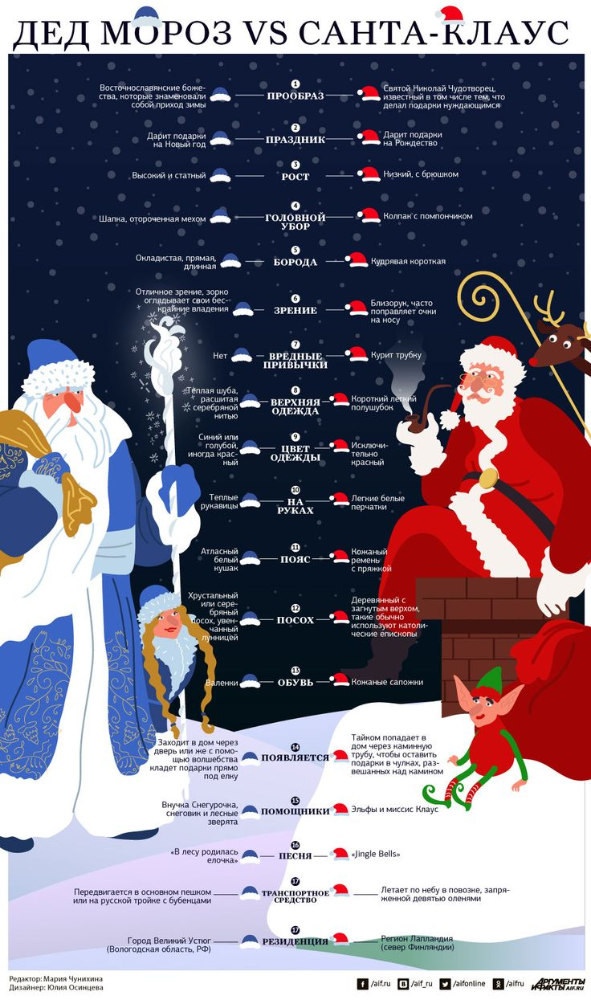 ДЕД МОРОЗ VS САНТА-КЛАУС
1
ПРООБРАЗ
Восточнославянские боже-
ства, которые знаменовали
собой приход зимы
Святой Николай Чудотворец,
известный в том числе тем, что
делал подарки нуждающимся
2
ПРАЗДНИК
Дарит подарки
на Новый год
Дарит подарки
на Рождество
3
РОСТ
Высокий и статный
Низкий, с брюшком
4
ГОЛОВНОЙ
УБОР
Шапка, отороченная мехом
Колпак с помпончиком
5
БОРОДА
Окладистая, прямая,
длинная
Кудрявая короткая
6
ЗРЕНИЕ
Отличное зрение, зорко
оглядывает свои бес-
крайние владения
Близорук, часто
поправляет очки
на носу
7
ВРЕДНЫЕ
ПРИВЫЧКИ
Нет
Курит трубку
8
ВЕРХНЯЯ
ОДЕЖДА
Теплая шуба,
расшитая
серебряной
нитью
Короткий легкий
полушубок
9
ЦВЕТ
ОДЕЖДЫ
Синий или
голубой,
иногда крас-
ный
Исключи-
тельно
красный
10
НА
РУКАХ
Теплые
рукавицы
Легкие белые
перчатки
11
ПОЯС
Атласный
белый
кушак
Кожаный
ремень
с пряжкой
12
ПОСОХ
Хрустальный
или сере-
бряный
посох, увен-
чанный
лунницей
Деревянный с
загнутым верхом,
такие обычно
используют католи-
ческие епископы
13
ОБУВЬ
Валенки
Кожаные сапожки
14
ПОЯВЛЯЕТСЯ
Заходит в дом через
дверь или же с помо-
щью волшебства
кладет подарки прямо
под елку
Тайком попадает в
дом через каминную
трубу, чтобы оставить
подарки в чулках, раз-
вешанных над камином
15
ПОМОЩНИКИ
Внучка Снегурочка,
снеговик и лесные
зверята
Эльфы и миссис Клаус
16
ПЕСНЯ
«В лесу родилась
елочка»
«Jingle Bells»
17
ТРАНСПОРТНОЕ
СРЕДСТВО
Передвигается в основном пешком
или на русской тройке с бубенцами
Летает по небу в повозке, запря-
женной девятью оленями
17
РЕЗИДЕНЦИЯ
Город Великий Устюг
(Вологодская область, РФ)
Регион Лапландия
(север Финляндии)
Редактор: Мария Чунихина
Дизайнер: Юлия Осинцева
/aif.ru
/aif_ru
/aifonline
/aifru
АРГУМЕНТЫ
И ФАКТЫ AIF.RU